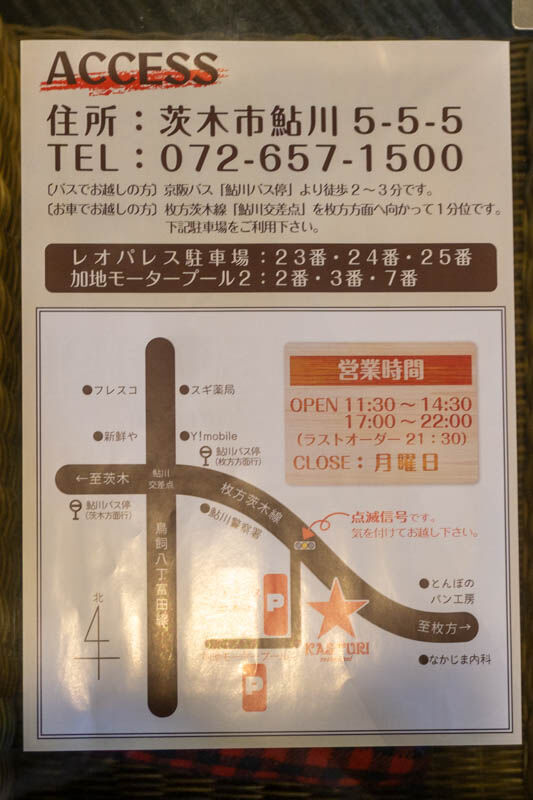 ACCESS
住所：茨木市鮎川 5-5-5
TEL：072-657-1500
〔バスでお越しの方〕京阪バス「鮎川バス停」より徒歩２～３分です。
〔お車でお越しの方〕枚方茨木線「鮎川交差点」を枚方方面へ向かって１分位です。
下記駐車場をご利用下さい。
レオパレス駐車場：２３番・２４番・２５番
加地モータープール２：２番・３番・７番
営業時間
OPEN 11:30～14:30
17:00～22:00
(ラストオーダー 21：30)
CLOSE：月曜日
●フレスコ
●スギ薬局
●新鮮や
●Y!mobile
鮎川バス停
(枚方方面行)
←至茨木
鮎川
交差点
鮎川バス停
(茨木方面行)
枚方茨木線
●鮎川警察署
点滅信号です。
気を付けてお越し下さい。
鳥飼八丁富田線
●とんぼの
パン工房
至枚方→
●なかじま内科
北
P
P